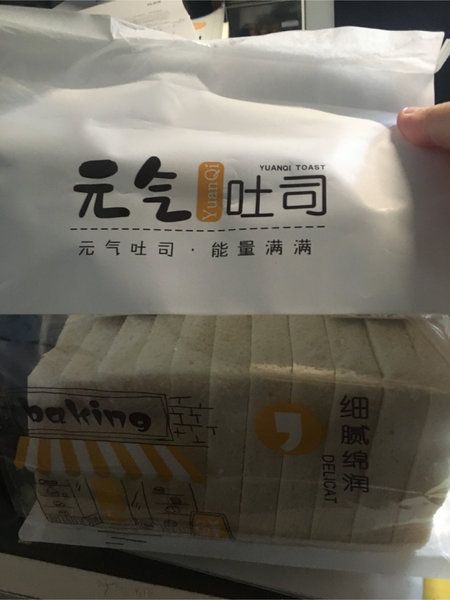 元气 YuanQi 吐司
YUANQI TOAST
元气吐司·能量满满
baking
细腻绵润
DELICAT